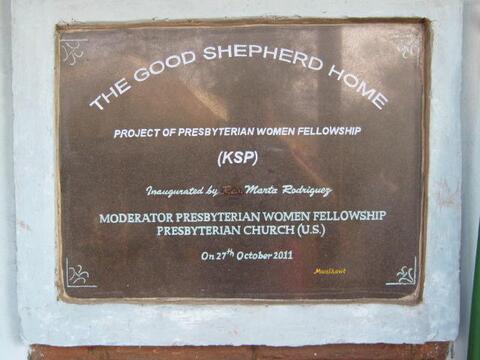 THE GOOD SHEPHERD HOME
PROJECT OF PRESBYTERIAN WOMEN FELLOWSHIP
(KSP)
Inaugurated by Marta Rodriguez
MODERATOR PRESBYTERIAN WOMEN FELLOWSHIP
PRESBYTERIAN CHURCH (U.S.)
On 27th October 2011